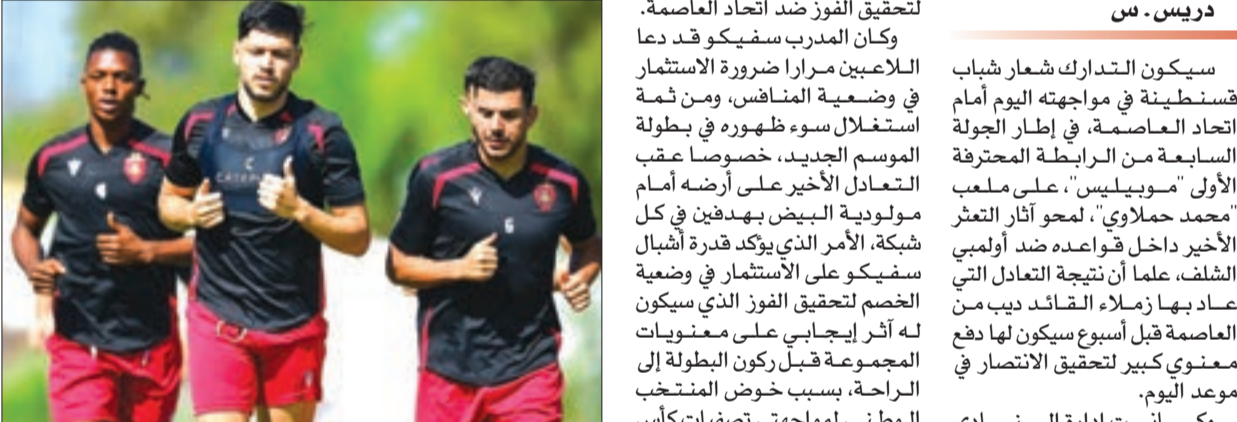 دريس. س
سيكون التدارك شعار شباب
قسنطينة في مواجهته اليوم أمام
اتحاد العاصمة، في إطار الجولة
السابعة من الرابطة المحترفة
الأولى "موبيليس"، على ملعب
"محمد حملاوي"، لمحو آثار التعثر
الأخير داخل قواعده ضد أولمبي
الشلف، علما أن نتيجة التعادل التي
عاد بها زملاء القائد ديب من
العاصمة قبل أسبوع سيكون لها دفع
معنوي كبير لتحقيق الانتصار في
موعد اليوم.
لتحقيق الفوز ضد اتحاد العاصمة.
وكان المدرب سفيكو قد دعا
اللاعبين مرارا ضرورة الاستثمار
في وضعية المنافس، ومن ثمة
استغلال سوء ظهوره في بطولة
الموسم الجديد، خصوصا عقب
التعادل الأخير على أرضه أمام
مولودية البيض بهدفين في كل
شبكة، الأمر الذي يؤكد قدرة أشبال
سفيكو على الاستثمار في وضعية
الخصم لتحقيق الفوز الذي سيكون
له آثر إيجابي على معنويات
المجموعة قبل ركون البطولة إلى
الراحة، بسبب خوض المنتخب
الوطني لمواجهتي تصفيات كأس